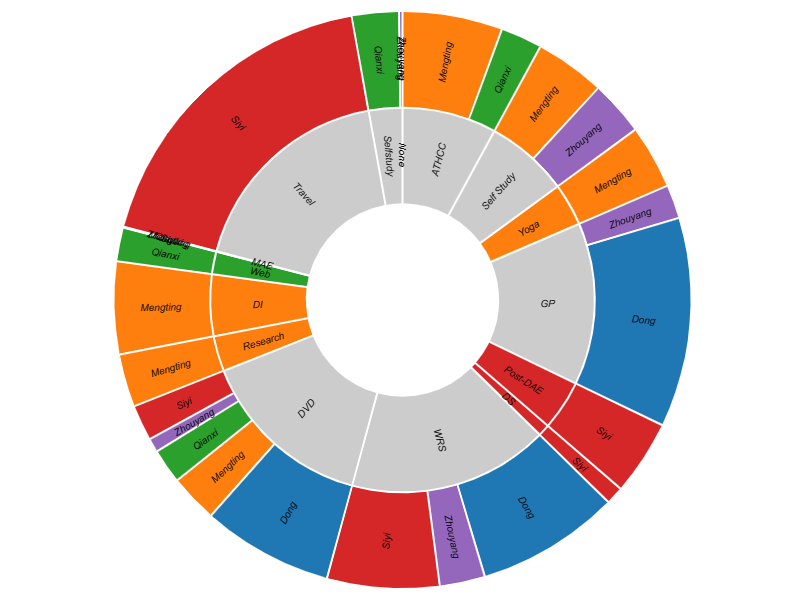 Mengting
Qianxi
Mengting
Zhouyang
Mengting
Zhouyang
Dong
Siyi
Siyi
Dong
Zhouyang
Siyi
Dong
Mengting
Qianxi
Zhouyang
Siyi
Mengting
Mengting
Qianxi
Siyi
Qianxi
ATHCC
Self Study
Yoga
GP
Post-DAE
DS
WRS
DVD
Research
DI
Web
MAE
Travel
Selfstudy
None